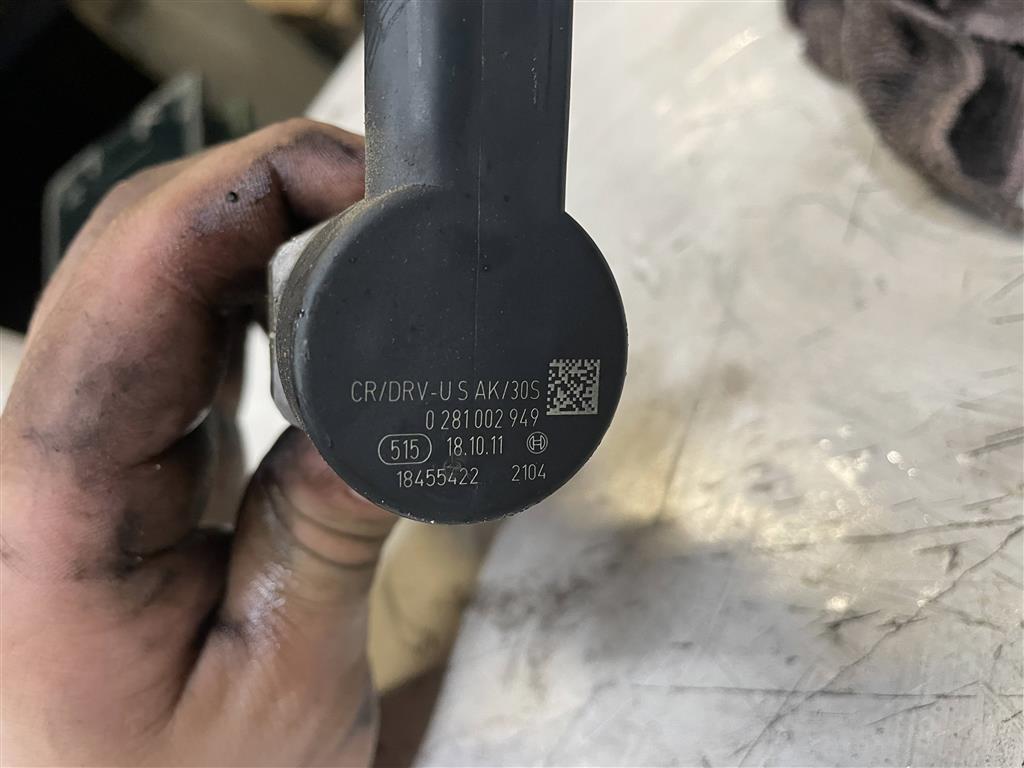 CR/DRV-U S AK/30S
0 281 002 949
515 18.10.11
18455422 2104